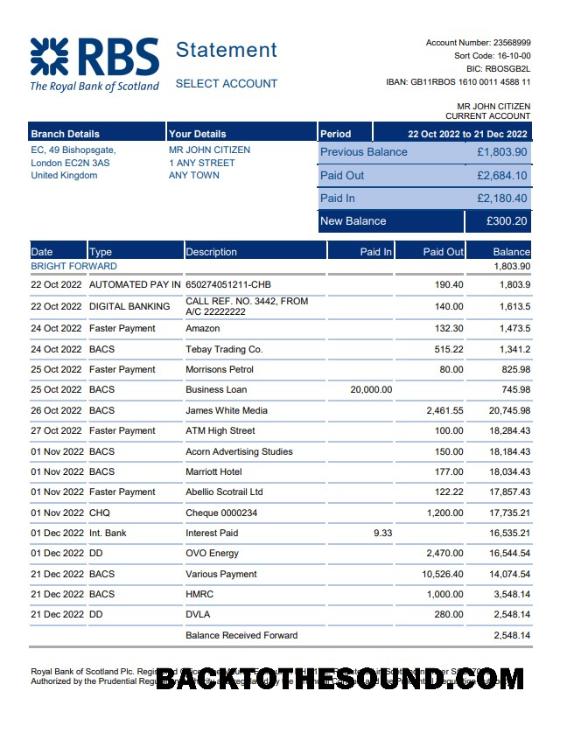 RBS
The Royal Bank of Scotland
Statement
SELECT ACCOUNT
Account Number: 23568999
Sort Code: 16-10-00
BIC: RBOSGB2L
IBAN: GB11RBOS 1610 0011 4588 11
MR JOHN CITIZEN
CURRENT ACCOUNT
Branch Details Your Details Period 22 Oct 2022 to 21 Dec 2022
EC, 49 Bishopsgate, MR JOHN CITIZEN Previous Balance £1,803.90
London EC2N 3AS 1 ANY STREET
United Kingdom ANY TOWN Paid Out £2,684.10
Paid In £2,180.40
New Balance £300.20
Date Type Description Paid In Paid Out Balance
BRIGHT FORWARD 1,803.90
22 Oct 2022 AUTOMATED PAY IN 650274051211-CHB 190.40 1,803.9
22 Oct 2022 DIGITAL BANKING CALL REF. NO. 3442, FROM 140.00 1,613.5
A/C 22222222
24 Oct 2022 Faster Payment Amazon 132.30 1,473.5
24 Oct 2022 BACS Tebay Trading Co. 515.22 1,341.2
25 Oct 2022 Faster Payment Morrisons Petrol 80.00 825.98
25 Oct 2022 BACS Business Loan 20,000.00 745.98
26 Oct 2022 BACS James White Media 2,461.55 20,745.98
27 Oct 2022 Faster Payment ATM High Street 100.00 18,284.43
01 Nov 2022 BACS Acorn Advertising Studies 150.00 18,184.43
01 Nov 2022 BACS Marriott Hotel 177.00 18,034.43
01 Nov 2022 Faster Payment Abellio Scotrail Ltd 122.22 17,857.43
01 Nov 2022 CHQ Cheque 0000234 1,200.00 17,735.21
01 Dec 2022 Int. Bank Interest Paid 9.33 16,535.21
01 Dec 2022 DD OVO Energy 2,470.00 16,544.54
21 Dec 2022 BACS Various Payment 10,526.40 14,074.54
21 Dec 2022 BACS HMRC 1,000.00 3,548.14
21 Dec 2022 DD DVLA 280.00 2,548.14
Balance Received Forward 2,548.14
Royal Bank of Scotland Plc.
Authorized by the Prudential
BACKTOTHESOUND.COM